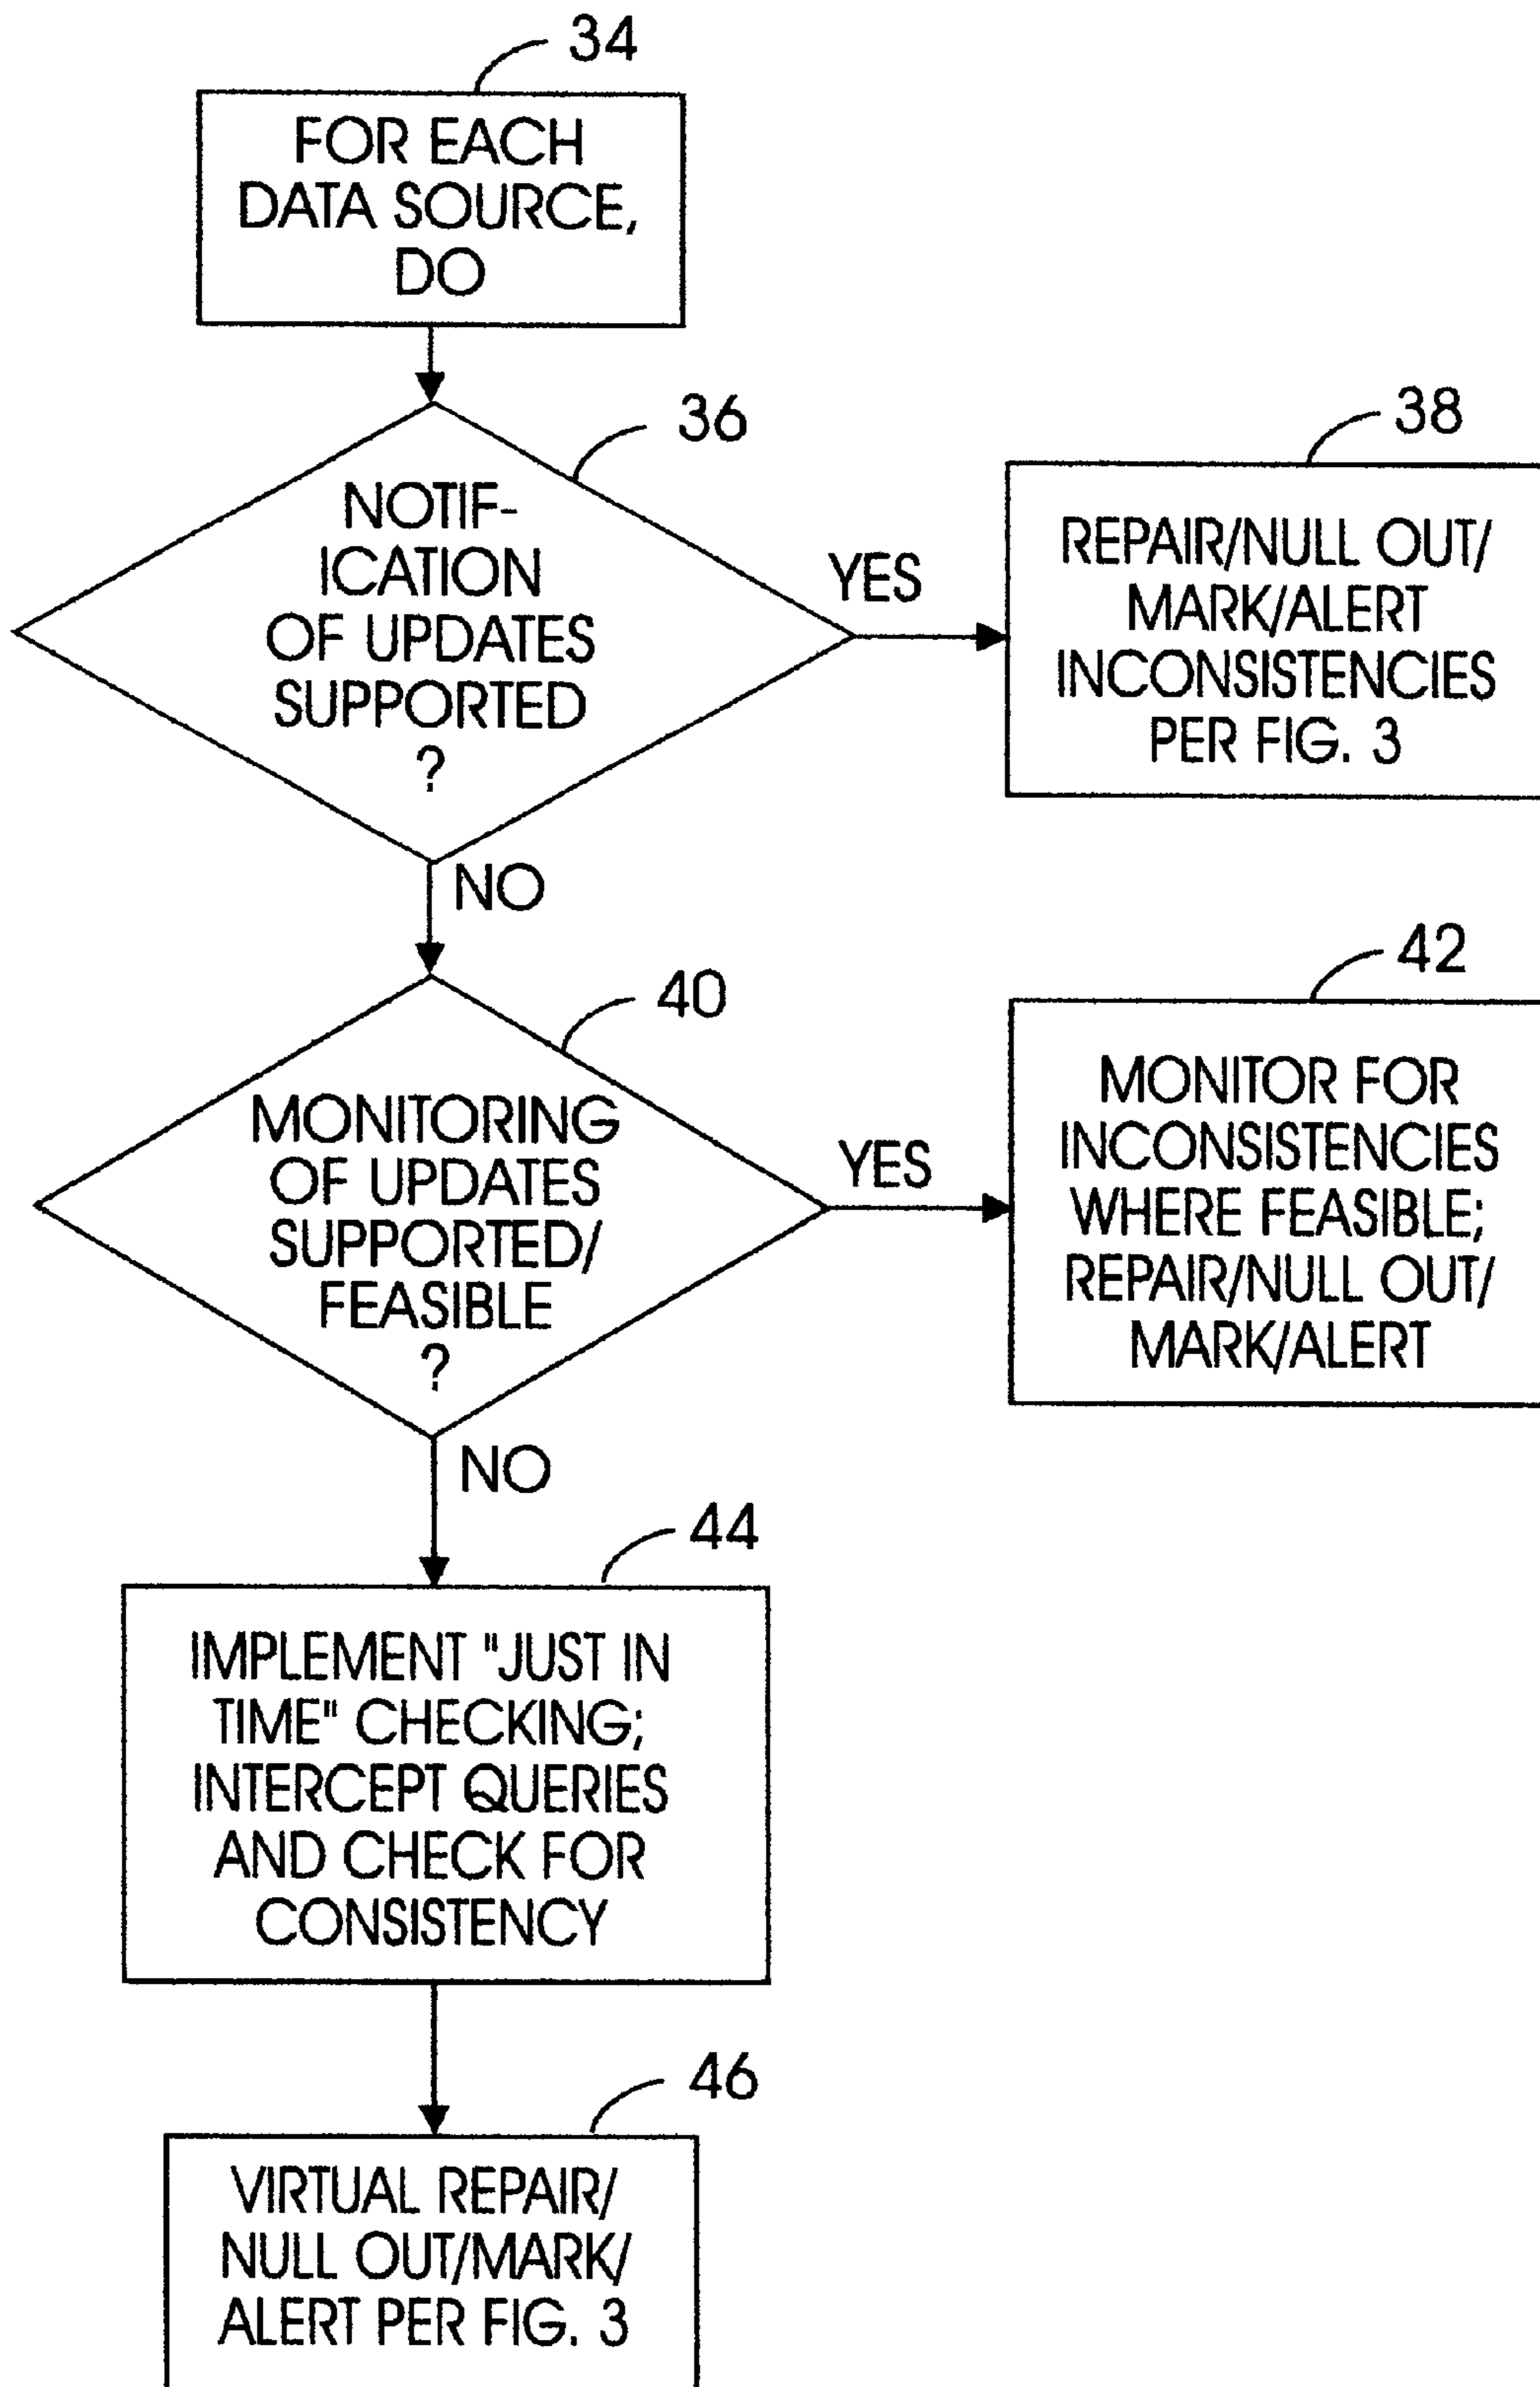 34
FOR EACH
DATA SOURCE,
DO
36
NOTIF-
ICATION
OF UPDATES
SUPPORTED
?
YES
38
REPAIR/NULL OUT/
MARK/ALERT
INCONSISTENCIES
PER FIG. 3
NO
40
MONITORING
OF UPDATES
SUPPORTED/
FEASIBLE
?
YES
42
MONITOR FOR
INCONSISTENCIES
WHERE FEASIBLE;
REPAIR/NULL OUT/
MARK/ALERT
NO
44
IMPLEMENT "JUST IN
TIME" CHECKING;
INTERCEPT QUERIES
AND CHECK FOR
CONSISTENCY
46
VIRTUAL REPAIR/
NULL OUT/MARK/
ALERT PER FIG. 3